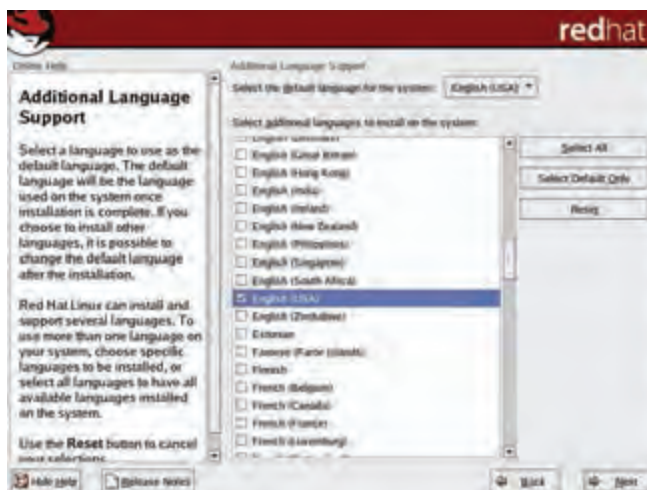 redhat
Online Help
Additional Language
Support
Select a language to use as the
default language. The default
language will be the language
used on the system once
installation is complete. If you
choose to install other
languages, it is possible to
change the default language
after the installation.
Red Hat Linux can install and
support several languages. To
use more than one language on
your system, choose specific
languages to be installed, or
select all languages to have all
available languages installed
on the system.
Use the Reset button to cancel
your selections.
Additional Language Support
Select the default language for the system: English (USA)
Select additional languages to install on the system:
English (Great Britain)
English (Hong Kong)
English (India)
English (Ireland)
English (New Zealand)
English (Philippines)
English (Singapore)
English (South Africa)
English (USA)
English (Zimbabwe)
Estonian
Faroese (Faroe Islands)
Finnish
French (Belgium)
French (Canada)
French (France)
French (Luxemburg)
Select All
Select Default Only
Reset
Hide Help
Release Notes
Back
Next